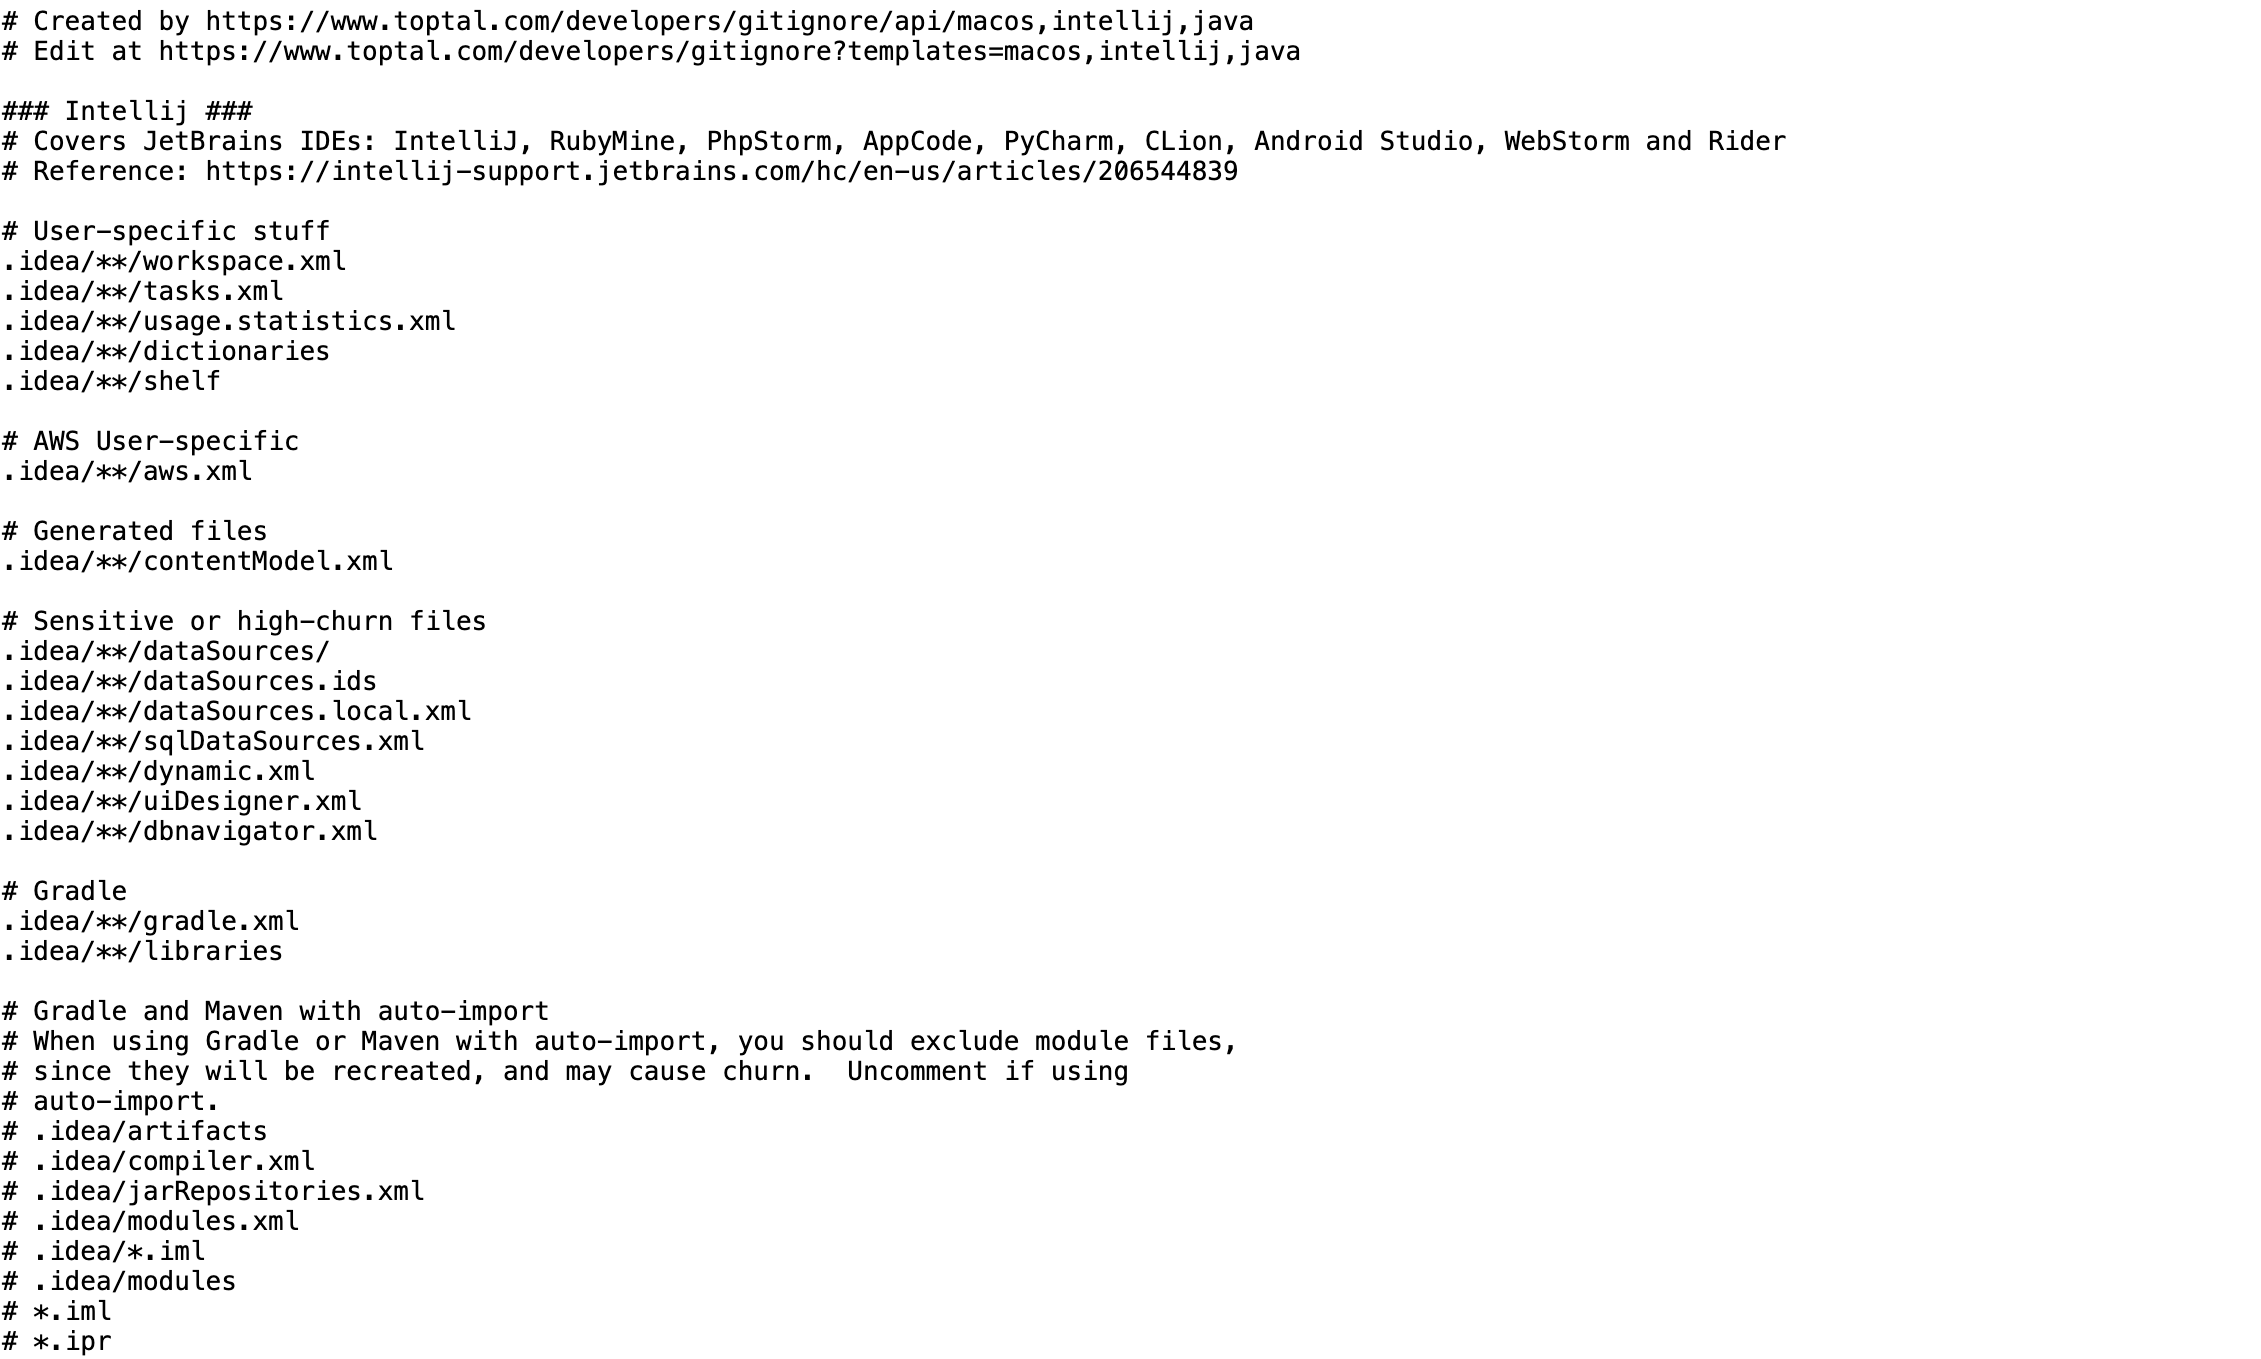 # Created by https://www.toptal.com/developers/gitignore/api/macos,intellij,java
# Edit at https://www.toptal.com/developers/gitignore?templates=macos,intellij,java

### Intellij ###
# Covers JetBrains IDEs: IntelliJ, RubyMine, PhpStorm, AppCode, PyCharm, CLion, Android Studio, WebStorm and Rider
# Reference: https://intellij-support.jetbrains.com/hc/en-us/articles/206544839

# User-specific stuff
.idea/**/workspace.xml
.idea/**/tasks.xml
.idea/**/usage.statistics.xml
.idea/**/dictionaries
.idea/**/shelf

# AWS User-specific
.idea/**/aws.xml

# Generated files
.idea/**/contentModel.xml

# Sensitive or high-churn files
.idea/**/dataSources/
.idea/**/dataSources.ids
.idea/**/dataSources.local.xml
.idea/**/sqlDataSources.xml
.idea/**/dynamic.xml
.idea/**/uiDesigner.xml
.idea/**/dbnavigator.xml

# Gradle
.idea/**/gradle.xml
.idea/**/libraries

# Gradle and Maven with auto-import
# When using Gradle or Maven with auto-import, you should exclude module files,
# since they will be recreated, and may cause churn.  Uncomment if using
# auto-import.
# .idea/artifacts
# .idea/compiler.xml
# .idea/jarRepositories.xml
# .idea/modules.xml
# .idea/*.iml
# .idea/modules
# *.iml
# *.ipr